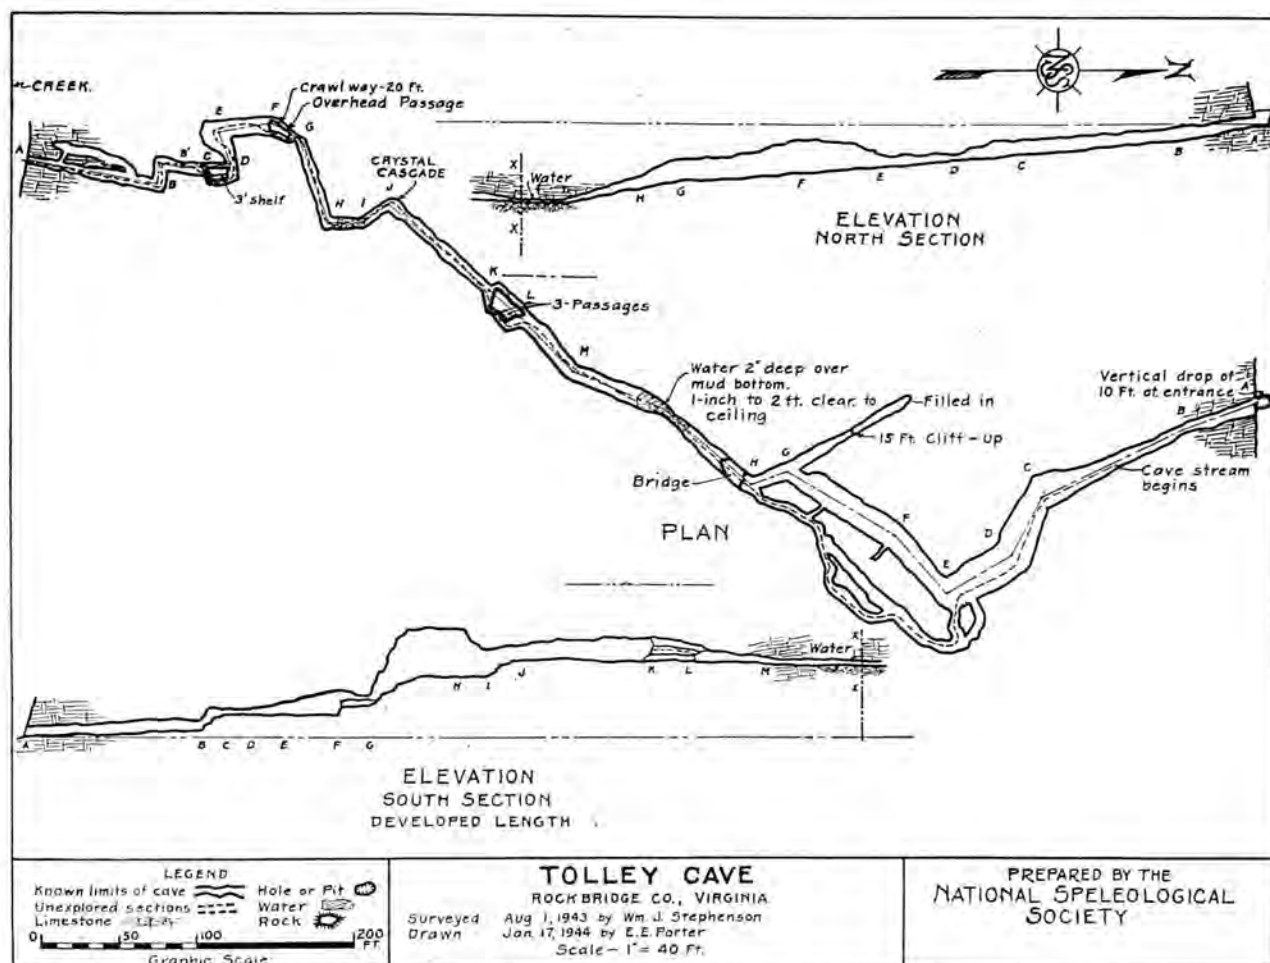 CREEK.
Crawl way-20 ft.
Overhead Passage
E
F
G
A
B'
C
D
B
3' Shelf
CRYSTAL
CASCADE
H
I
J
K
L
3-Passages
M
X
Water
X
H
G
F
E
D
C
B
A'
ELEVATION
NORTH SECTION
N
Water 2" deep over
mud bottom.
1-inch to 2 ft. clear to
ceiling
Filled in
15 Ft. Cliff-Up
H
G
Bridge
PLAN
F
E
D
C
B
A'
Vertical drop of
10 Ft. at entrance
Cave stream
begins
X
Water
X
A
B
C
D
E
F
G
H
I
J
K
L
M
ELEVATION
SOUTH SECTION
DEVELOPED LENGTH
LEGEND
Known limits of cave
Hole or Pit
Unexplored sections
Water
Limestone
Rock
0
50
100
200
FT.
Graphic Scale
TOLLEY CAVE
ROCKBRIDGE CO., VIRGINIA
Surveyed Aug 1, 1943 by Wm. J. Stephenson
Drawn Jan. 17, 1944 by E.E. Porter
Scale - 1" = 40 Ft.
PREPARED BY THE
NATIONAL SPELEOLOGICAL
SOCIETY